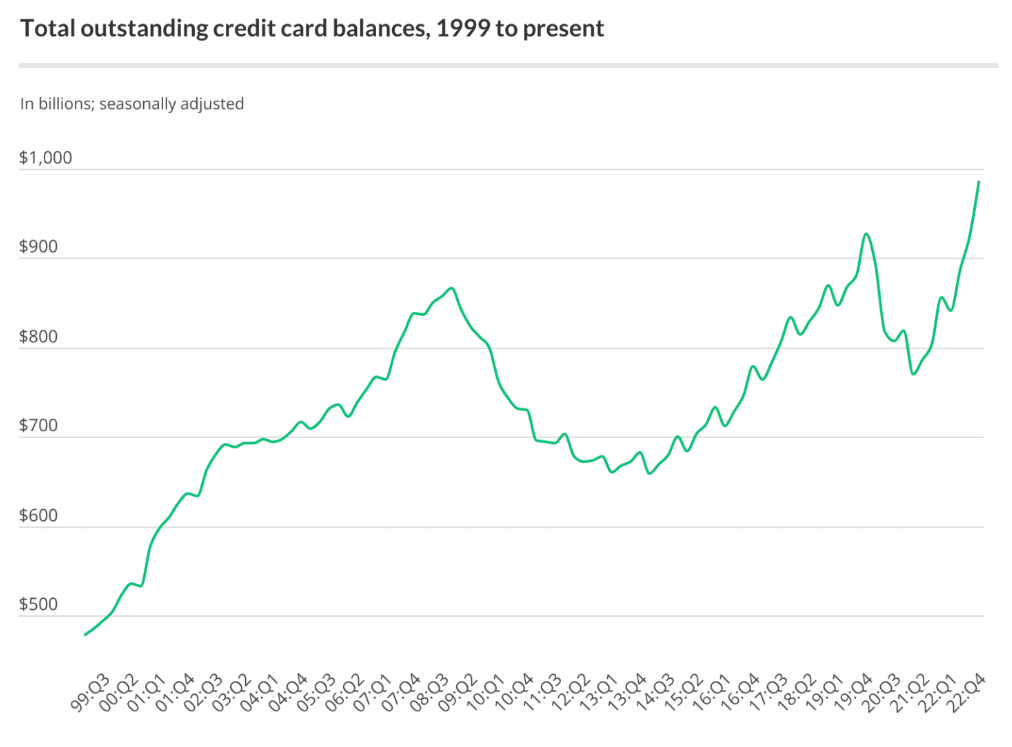 Total outstanding credit card balances, 1999 to present
In billions; seasonally adjusted
$1,000
$900
$800
$700
$600
$500
99:Q3
00:Q2
01:Q1
01:Q4
02:Q3
03:Q2
04:Q1
04:Q4
05:Q3
06:Q2
07:Q1
07:Q4
08:Q3
09:Q2
10:Q1
10:Q4
11:Q3
12:Q2
13:Q1
13:Q4
14:Q3
15:Q2
16:Q1
16:Q4
17:Q3
18:Q2
19:Q1
19:Q4
20:Q3
21:Q2
22:Q1
22:Q4